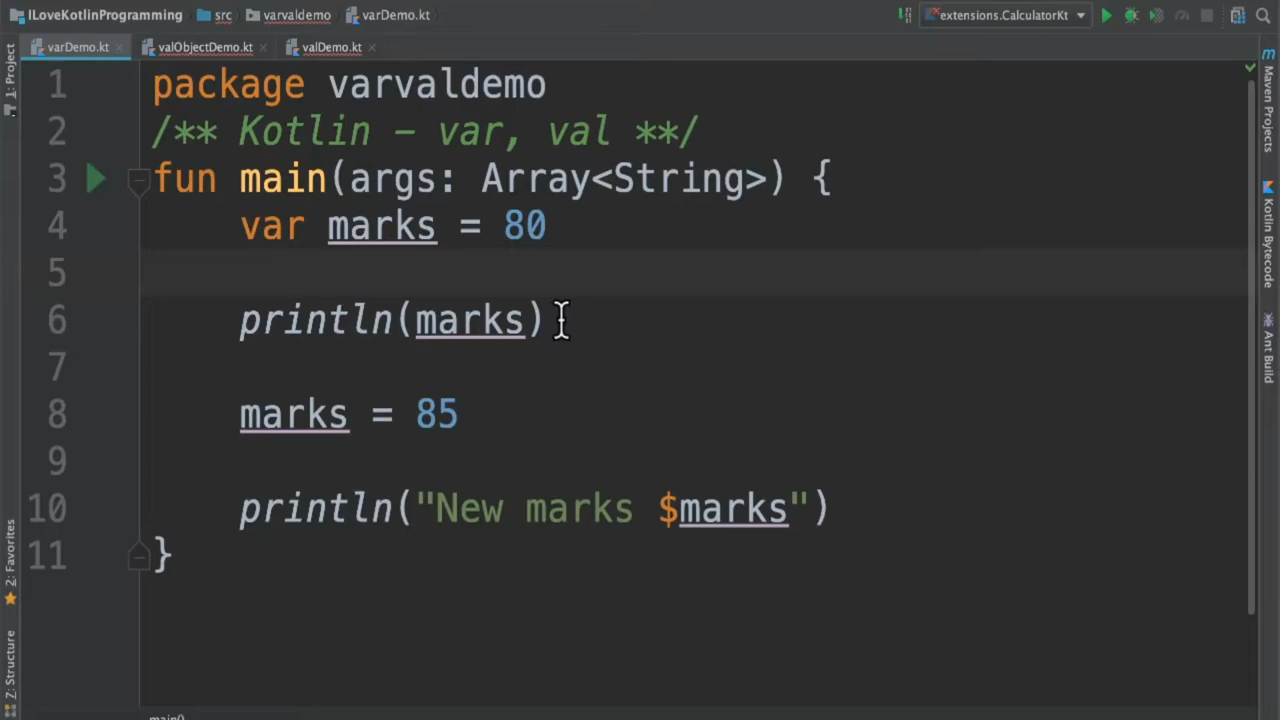 ILoveKotlinProgramming src varvaldemo varDemo.kt extensions.CalculatorKt
varDemo.kt valObjectDemo.kt valDemo.kt
1 package varvaldemo
2 /** Kotlin - var, val **/
3 fun main(args: Array<String>) {
4 var marks = 80
5
6 println(marks)
7
8 marks = 85
9
10 println("New marks $marks")
11 }
main()
1: Project
2: Favorites
7: Structure
Maven Projects
Kotlin Bytecode
Ant Build